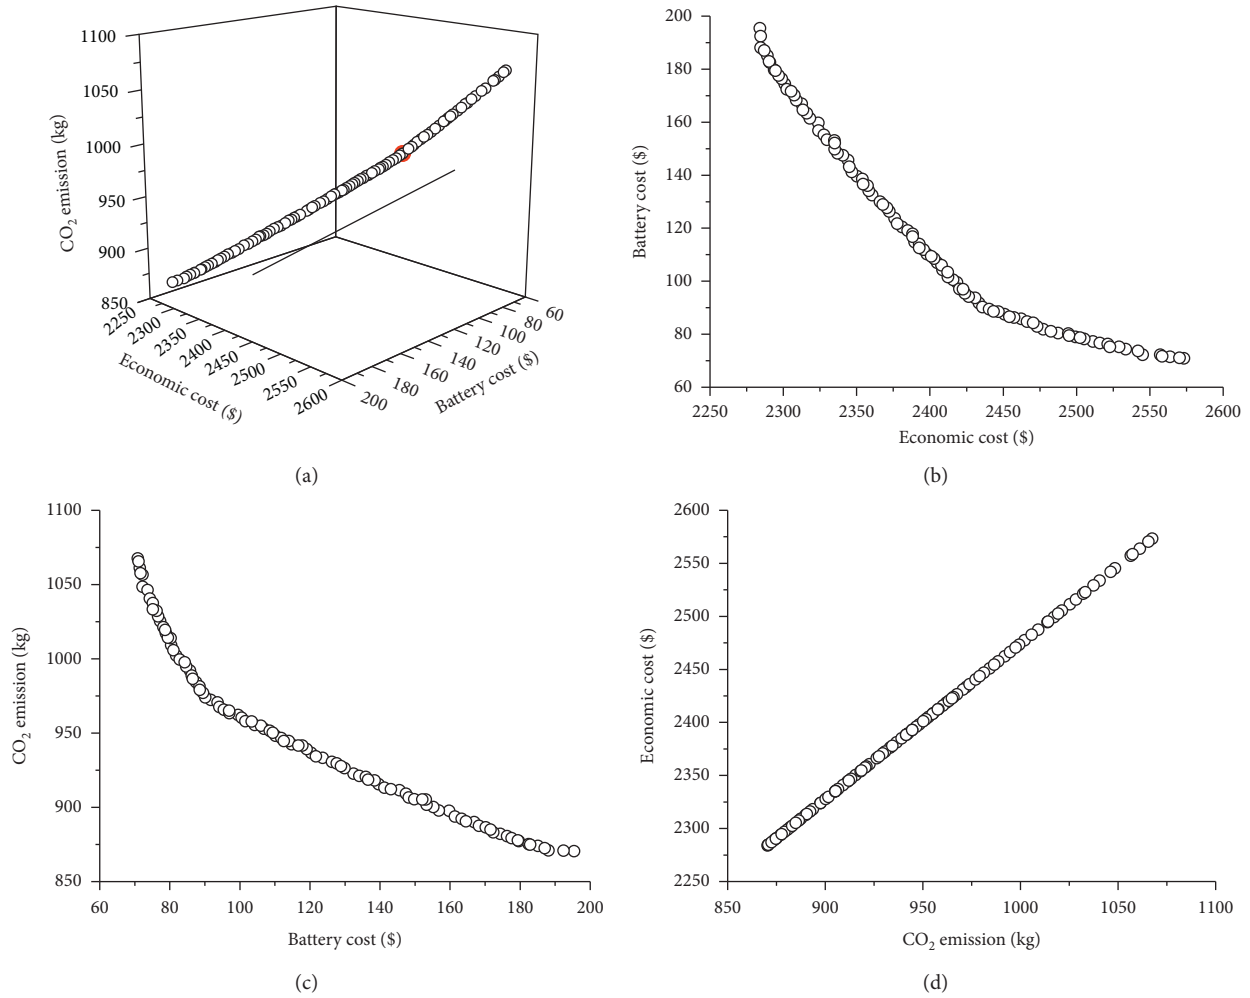 1100
1050
1000
950
900
850
CO2 emission (kg)
2250
2300
2350
2400
2450
2500
2550
2600
Economic cost ($)
60
80
100
120
140
160
180
200
Battery cost ($)
(a)
200
180
160
140
120
100
80
60
Battery cost ($)
2250 2300 2350 2400 2450 2500 2550 2600
Economic cost ($)
(b)
1100
1050
1000
950
900
850
CO2 emission (kg)
60 80 100 120 140 160 180 200
Battery cost ($)
(c)
2600
2550
2500
2450
2400
2350
2300
2250
Economic cost ($)
850 900 950 1000 1050 1100
CO2 emission (kg)
(d)